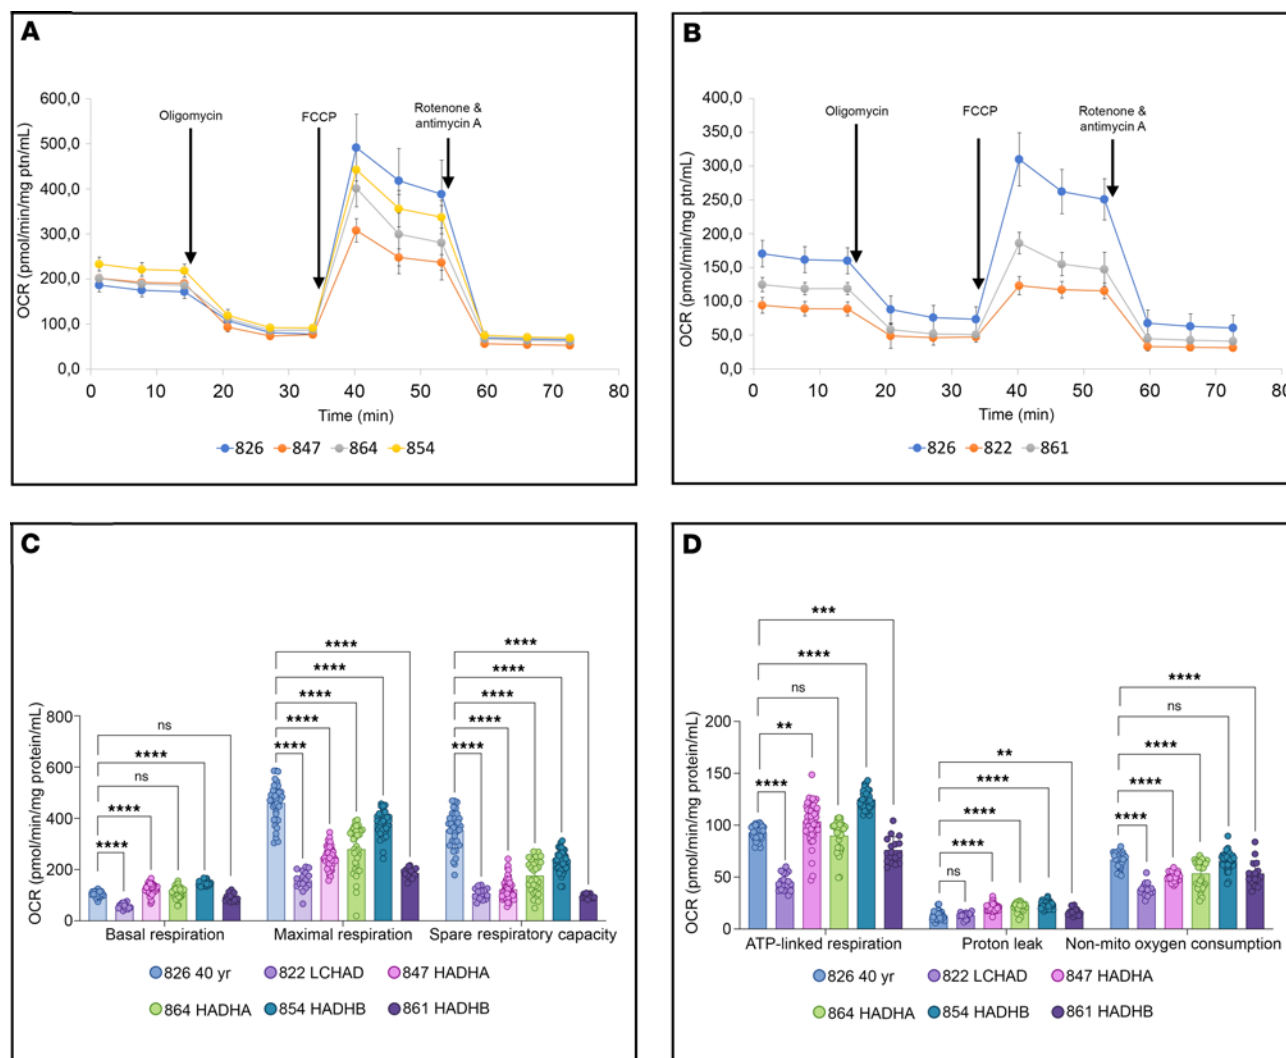 A
600,0
500,0
400,0
300,0
200,0
100,0
0,0
OCR (pmol/min/mg ptn/mL)
Oligomycin
FCCP
Rotenone &
antimycin A
0 10 20 30 40 50 60 70 80
Time (min)
826 847 864 854
B
400,0
350,0
300,0
250,0
200,0
150,0
100,0
50,0
0,0
OCR (pmol/min/mg ptn/mL)
Oligomycin
FCCP
Rotenone &
antimycin A
0 10 20 30 40 50 60 70 80
Time (min)
826 822 861
C
800
600
400
200
0
OCR (pmol/min/mg protein/mL)
ns
****
ns
****
****
****
****
****
****
****
****
****
****
****
****
Basal respiration Maximal respiration Spare respiratory capacity
826 40 yr 822 LCHAD 847 HADHA
864 HADHA 854 HADHB 861 HADHB
D
200
150
100
50
0
OCR (pmol/min/mg protein/mL)
***
****
ns
**
****
**
****
****
****
ns
****
ns
****
****
****
ATP-linked respiration Proton leak Non-mito oxygen consumption
826 40 yr 822 LCHAD 847 HADHA
864 HADHA 854 HADHB 861 HADHB